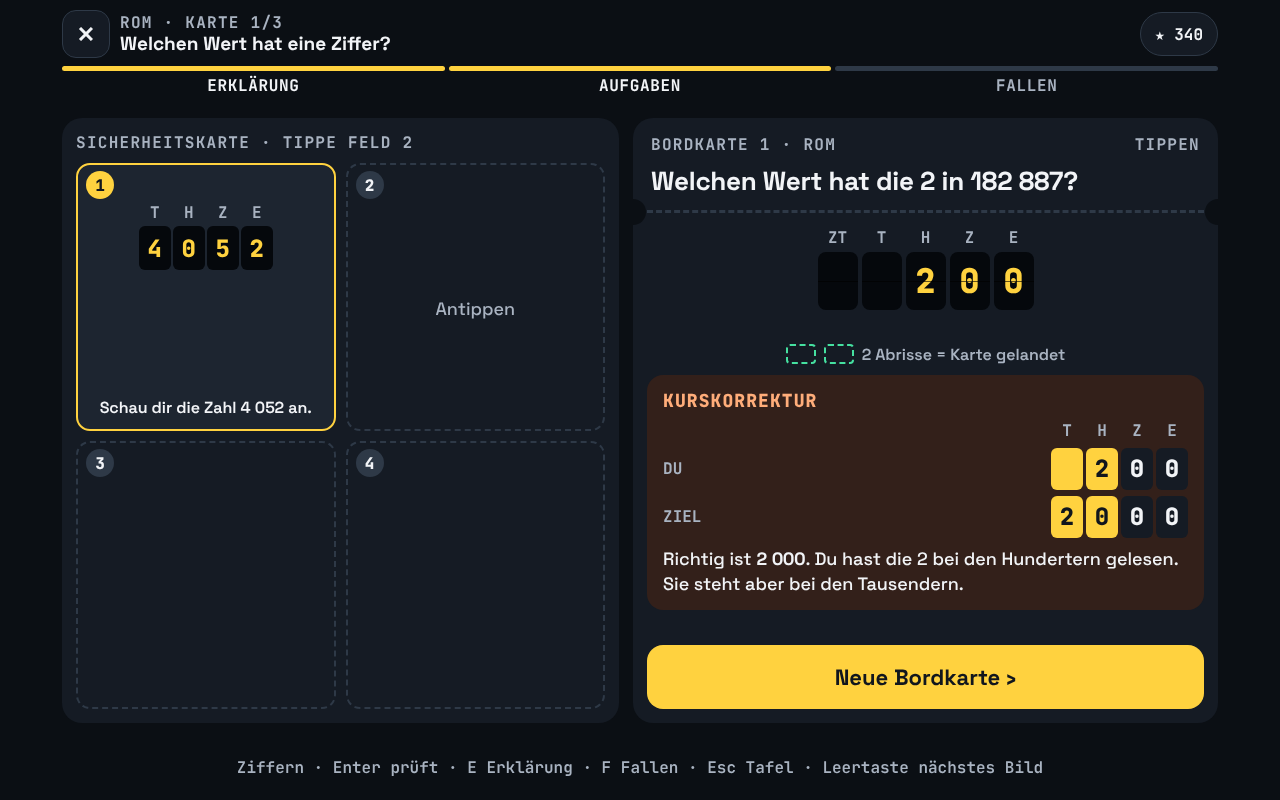 ✕
ROM · KARTE 1/3
Welchen Wert hat eine Ziffer?
★ 340
ERKLÄRUNG
AUFGABEN
FALLEN
SICHERHEITSKARTE · TIPPE FELD 2
1
T H Z E
4 0 5 2
Schau dir die Zahl 4 052 an.
2
Antippen
3
4
BORDKARTE 1 · ROM
TIPPEN
Welchen Wert hat die 2 in 182 887?
ZT T H Z E
2 0 0
2 Abrisse = Karte gelandet
KURSKORREKTUR
T H Z E
DU 2 0 0
ZIEL 2 0 0 0
Richtig ist 2 000. Du hast die 2 bei den Hundertern gelesen.
Sie steht aber bei den Tausendern.
Neue Bordkarte >
Ziffern · Enter prüft · E Erklärung · F Fallen · Esc Tafel · Leertaste nächstes Bild